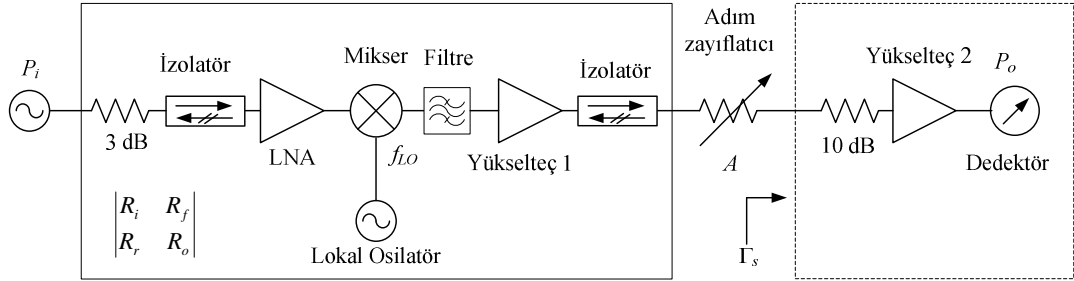 P_i
3 dB
İzolatör
LNA
Mikser
f_LO
Lokal Osilatör
Filtre
Yükselteç 1
İzolatör
|R_i R_f|
|R_r R_o|
Adım
zayıflatıcı
A
Γ_s
10 dB
Yükselteç 2
P_o
Dedektör